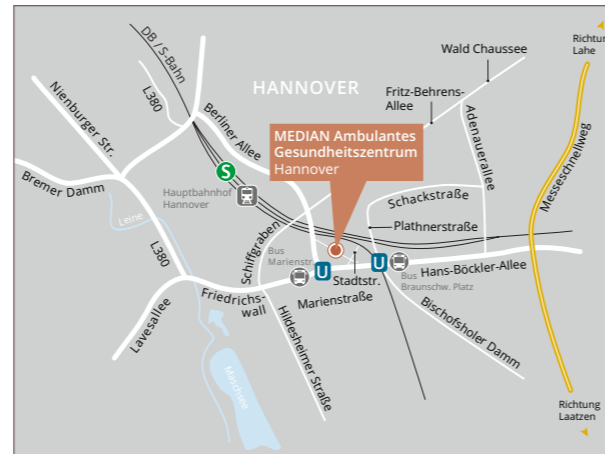 DB / S-Bahn
L380
Nienburger Str.
Bremer Damm
Leine
L380
Lavesallee
Berliner Allee
HANNOVER
Wald Chaussee
Fritz-Behrens-
Allee
Adenauerallee
Richtung
Lahe
Messeschnellweg
MEDIAN Ambulantes
Gesundheitszentrum
Hannover
S
Hauptbahnhof
Hannover
Schackstraße
Plathnerstraße
Schiffgraben
Bus
Marienstr.
U
Stadtstr.
U
Bus
Braunschw. Platz
Hans-Böckler-Allee
Friedrichs-
wall
Marienstraße
Hildesheimer Straße
Bischofsholer Damm
Maschsee
Richtung
Laatzen